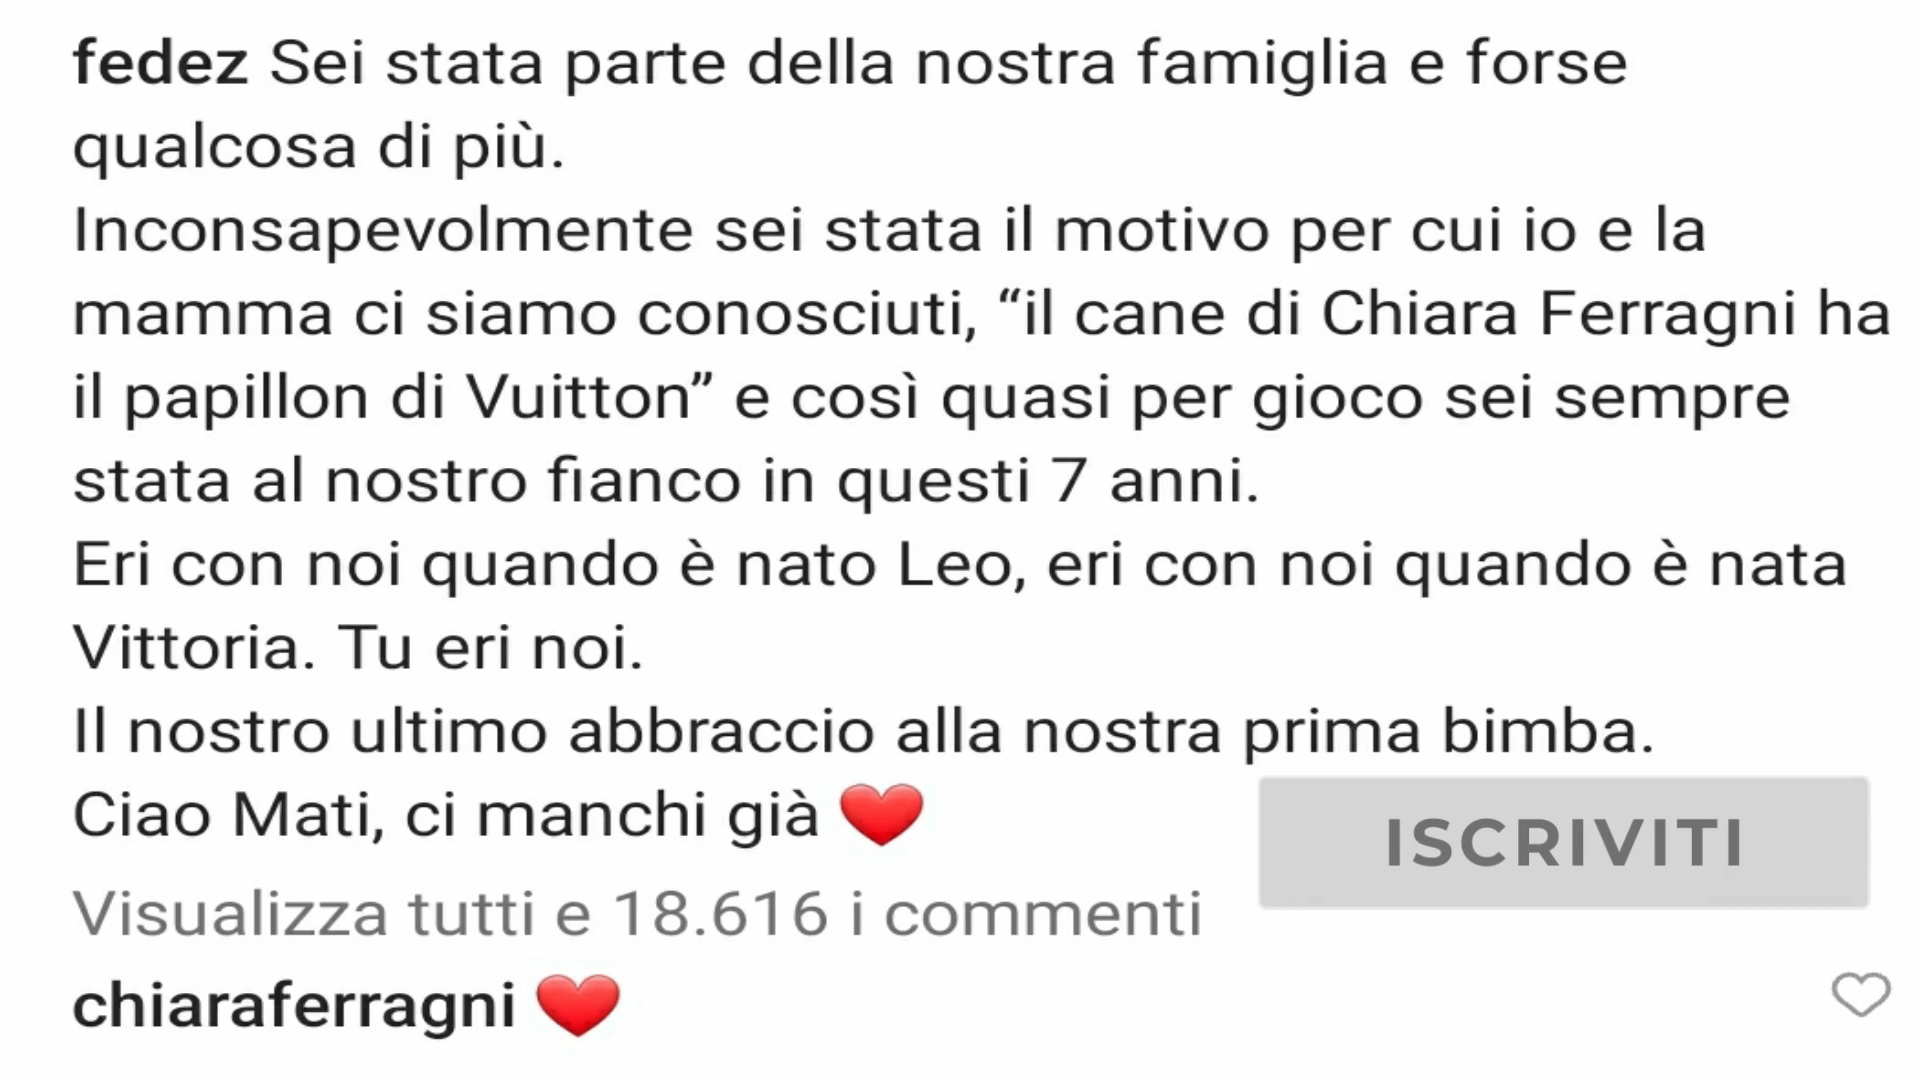 fedez Sei stata parte della nostra famiglia e forse
qualcosa di più.
Inconsapevolmente sei stata il motivo per cui io e la
mamma ci siamo conosciuti, “il cane di Chiara Ferragni ha
il papillon di Vuitton” e così quasi per gioco sei sempre
stata al nostro fianco in questi 7 anni.
Eri con noi quando è nato Leo, eri con noi quando è nata
Vittoria. Tu eri noi.
Il nostro ultimo abbraccio alla nostra prima bimba.
Ciao Mati, ci manchi già ❤️
ISCRIVITI
Visualizza tutti e 18.616 i commenti
chiaraferragni ❤️